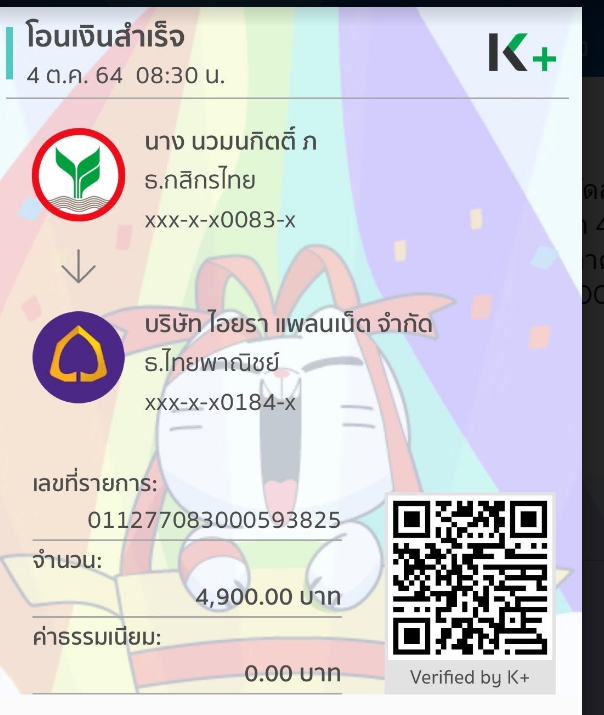 โอนเงินสำเร็จ
4 ต.ค. 64 08:30 น.
K+
นาง นวมนกิตติ์ ภ
ธ.กสิกรไทย
xxx-x-x0083-x
บริษัท ไอยรา แพลนเน็ต จำกัด
ธ.ไทยพาณิชย์
xxx-x-x0184-x
เลขที่รายการ:
011277083000593825
จำนวน:
4,900.00 บาท
ค่าธรรมเนียม:
0.00 บาท
Verified by K+